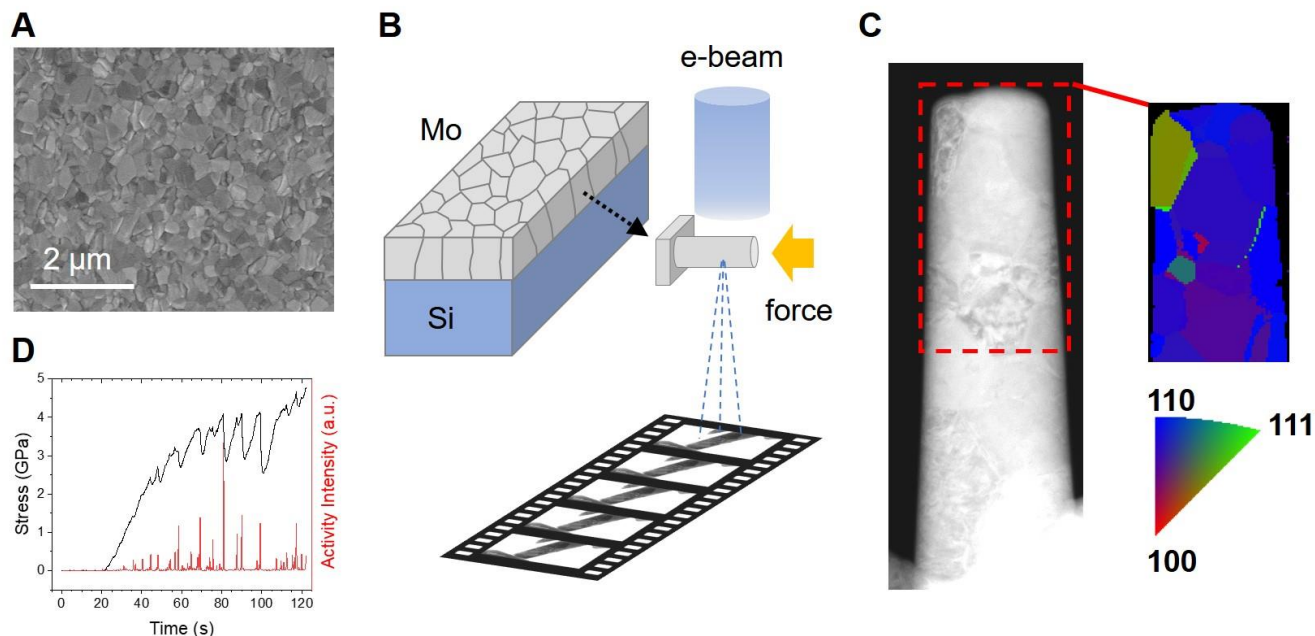 A
2 μm
B
e-beam
Mo
Si
force
C
110
111
100
D
Stress (GPa)
5
4
3
2
1
0
0 20 40 60 80 100 120
Time (s)
Activity Intensity (a.u.)